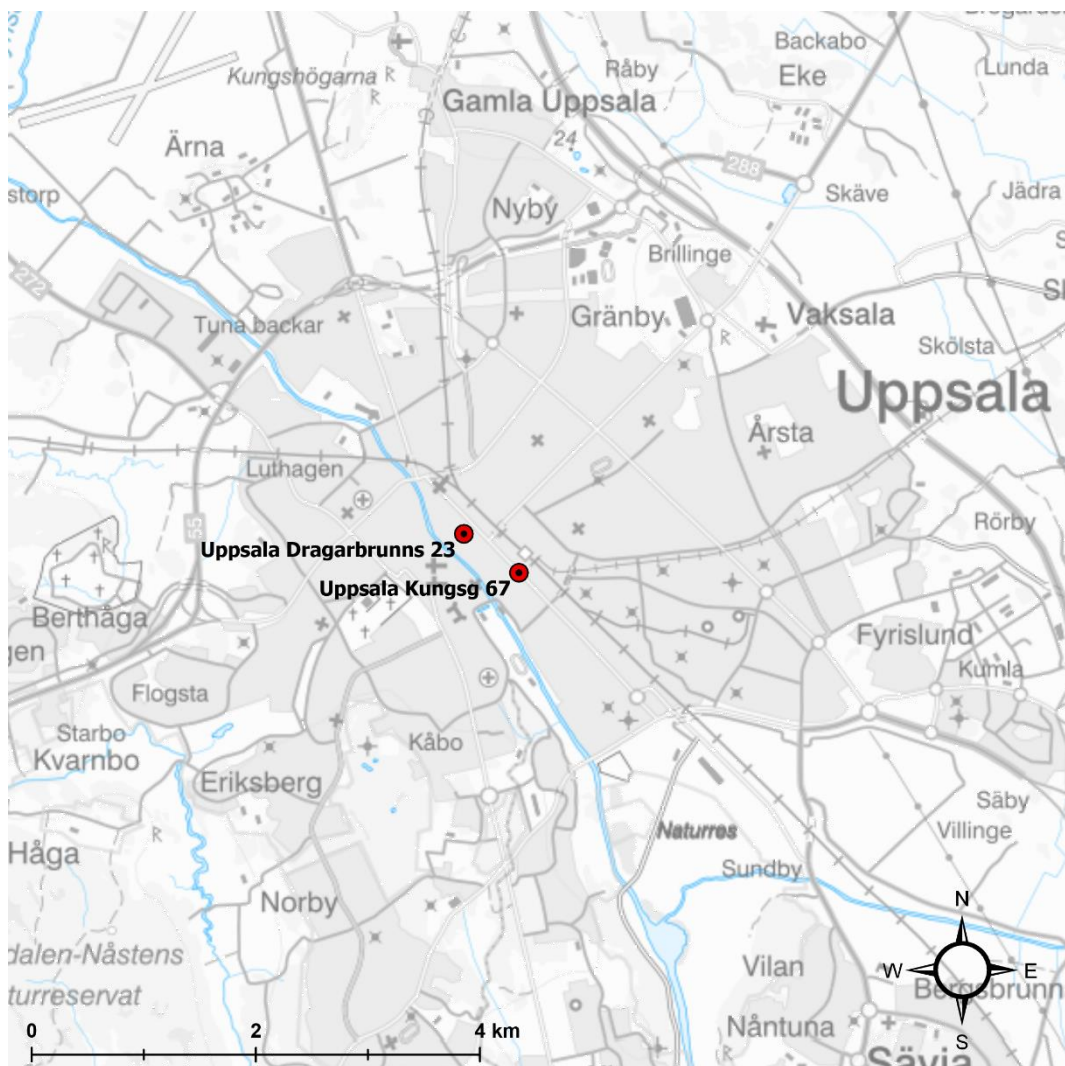 Backabo
Råby
Lunda
Kungshögarna
R
Eke
Gamla Uppsala
24
Ärna
288
storp
Nyby
Skäve
Jädra
Brillinge
272
Gränby
Vaksala
Tuna backar
R
Skölsta
Uppsala
Årsta
Luthagen
55
Rörby
Uppsala Dragarbrunns 23
Uppsala Kungsg 67
Berthåga
Fyrislund
Kumla
Flogsta
Starbo
Kåbo
Kvarnbo
Eriksberg
Säby
Villinge
R
Naturres
Håga
Sundby
Norby
N
dalen-Nåstens
turreservat
Vilan
W
E
Bergsbrunn
Nåntuna
0
2
4 km
R
S
Sävja